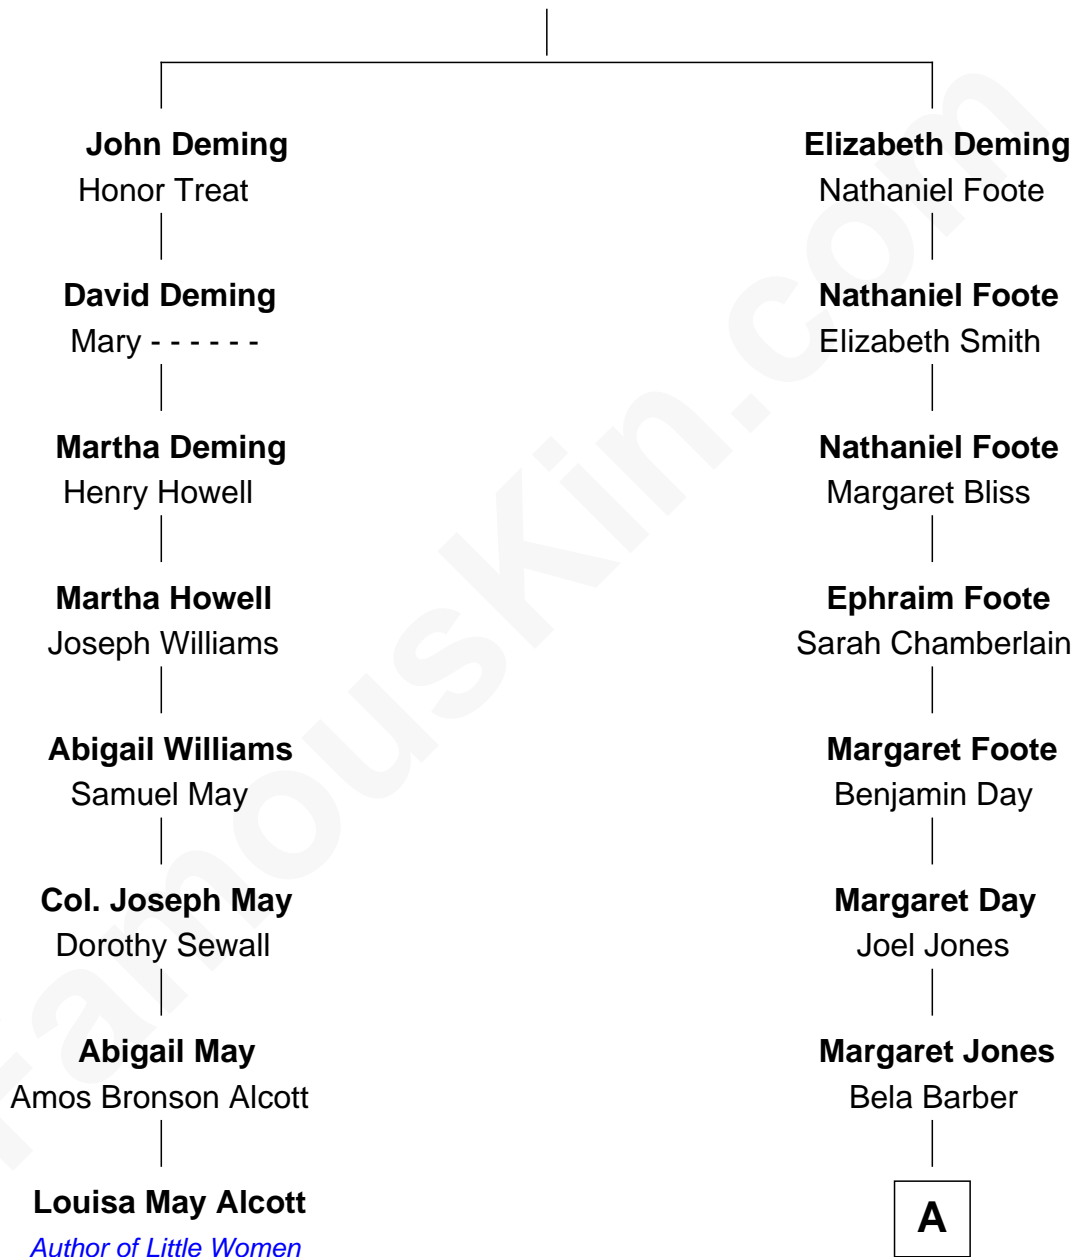 John Deming
Honor Treat
David Deming
Mary - - - - - -
Martha Deming
Henry Howell
Martha Howell
Joseph Williams
Abigail Williams
Samuel May
Col. Joseph May
Dorothy Sewall
Abigail May
Amos Bronson Alcott
Louisa May Alcott
Author of Little Women
Elizabeth Deming
Nathaniel Foote
Nathaniel Foote
Elizabeth Smith
Nathaniel Foote
Margaret Bliss
Ephraim Foote
Sarah Chamberlain
Margaret Foote
Benjamin Day
Margaret Day
Joel Jones
Margaret Jones
Bela Barber
A
FamousKin.com